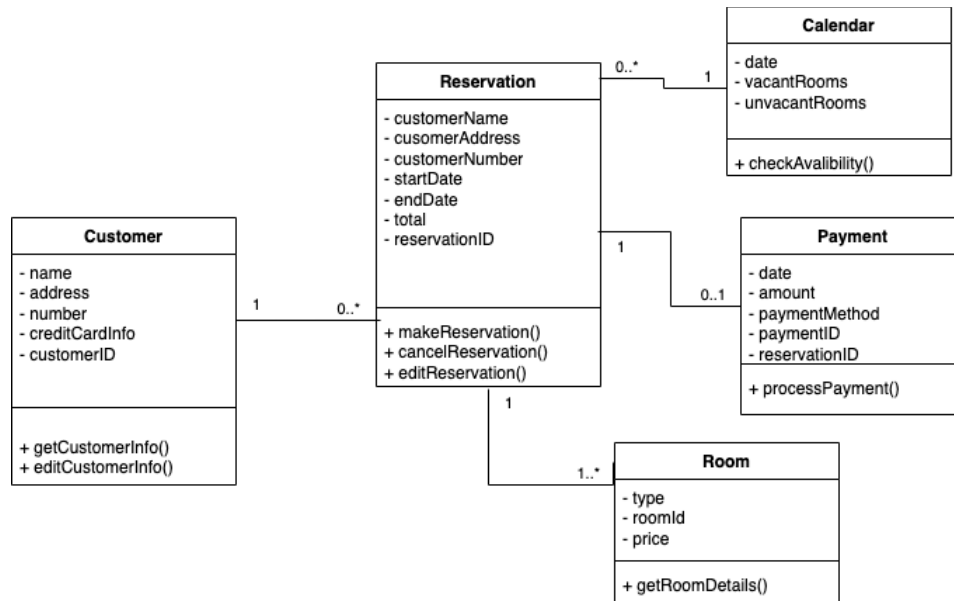 Calendar
- date
- vacantRooms
- unvacantRooms
+ checkAvalibility()
0..*
1
Reservation
- customerName
- cusomerAddress
- customerNumber
- startDate
- endDate
- total
- reservationID
+ makeReservation()
+ cancelReservation()
+ editReservation()
Customer
- name
- address
- number
- creditCardInfo
- customerID
+ getCustomerInfo()
+ editCustomerInfo()
1
0..*
1
0..1
Payment
- date
- amount
- paymentMethod
- paymentID
- reservationID
+ processPayment()
1
1..*
Room
- type
- roomId
- price
+ getRoomDetails()